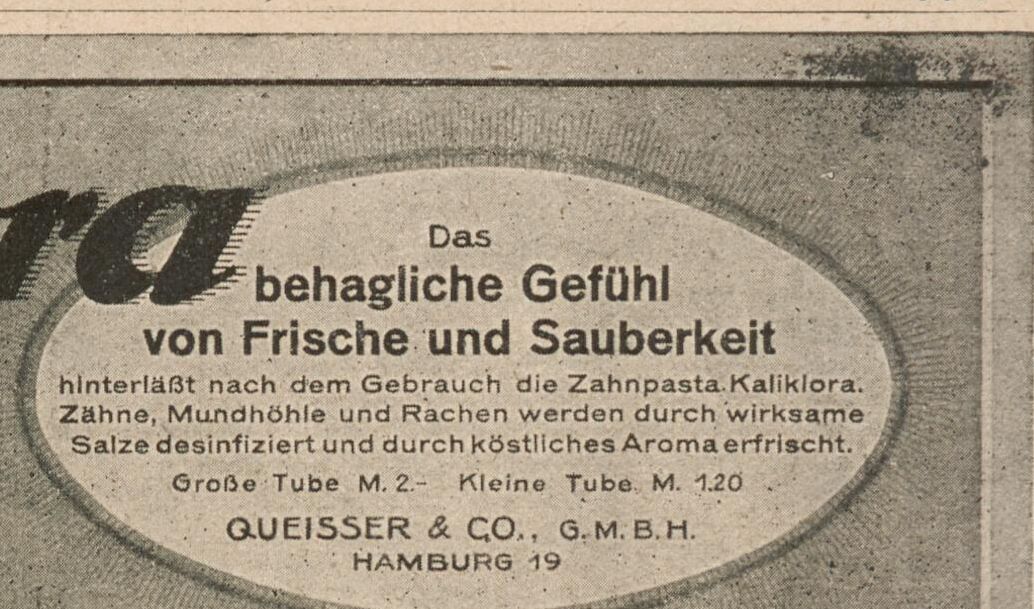 ra
Das
behagliche Gefühl
von Frische und Sauberkeit
hinterläßt nach dem Gebrauch die Zahnpasta Kaliklora.
Zähne, Mundhöhle und Rachen werden durch wirksame
Salze desinfiziert und durch köstliches Aroma erfrischt.
Große Tube M. 2.- Kleine Tube M. 1.20
QUEISSER & CO., G.M.B.H.
HAMBURG 19